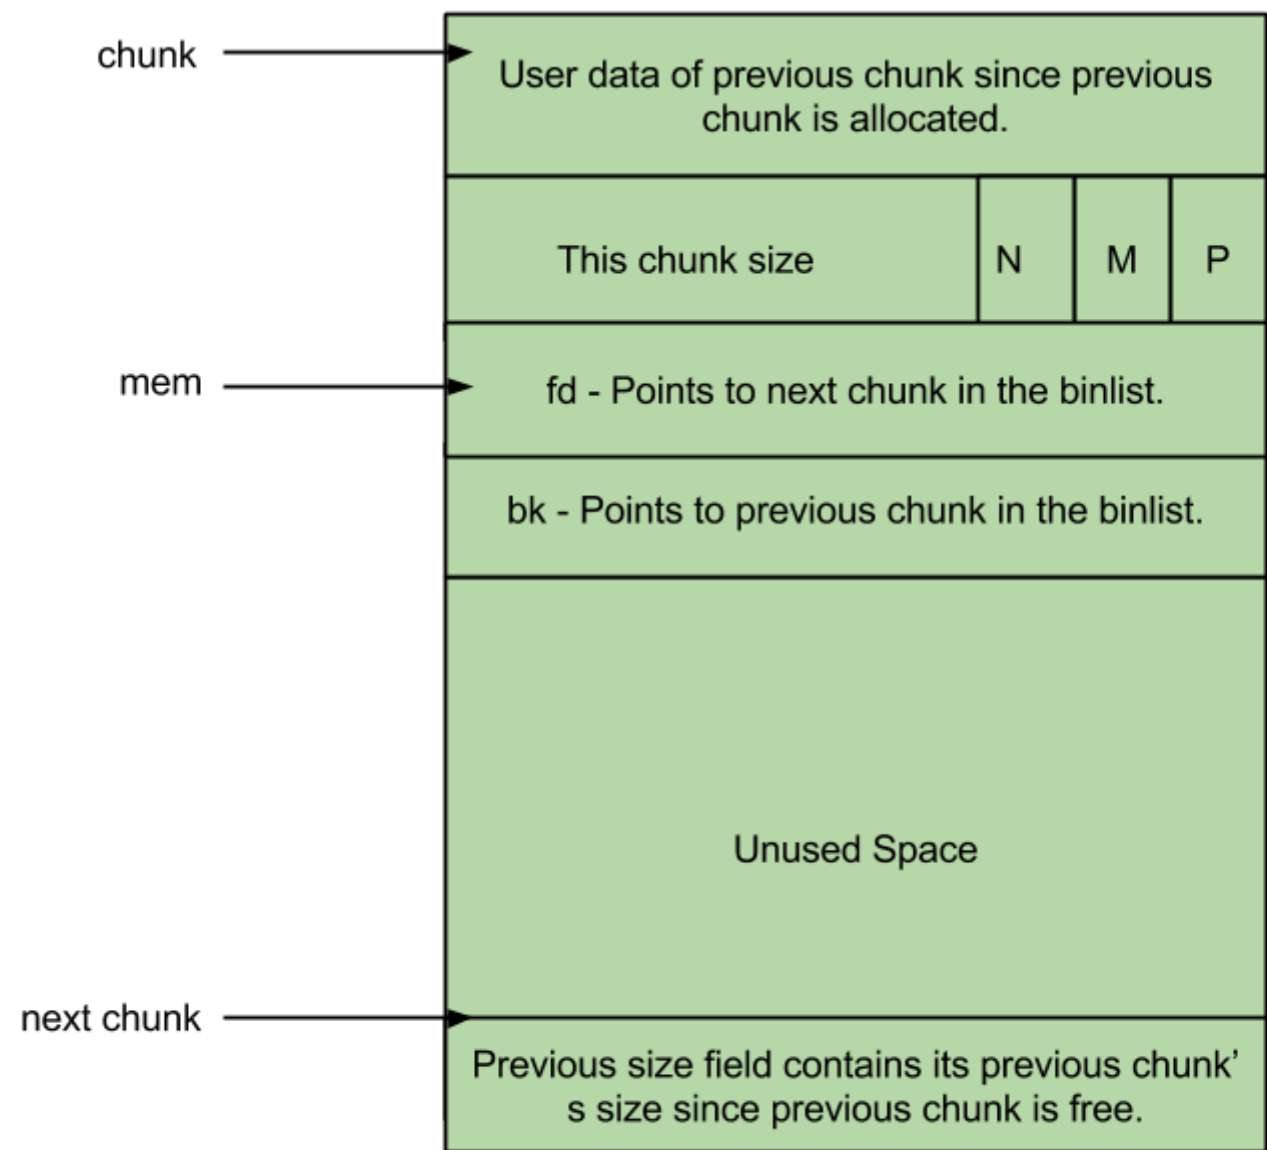 chunk
User data of previous chunk since previous
chunk is allocated.
This chunk size
N
M
P
mem
fd - Points to next chunk in the binlist.
bk - Points to previous chunk in the binlist.
Unused Space
next chunk
Previous size field contains its previous chunk’
s size since previous chunk is free.